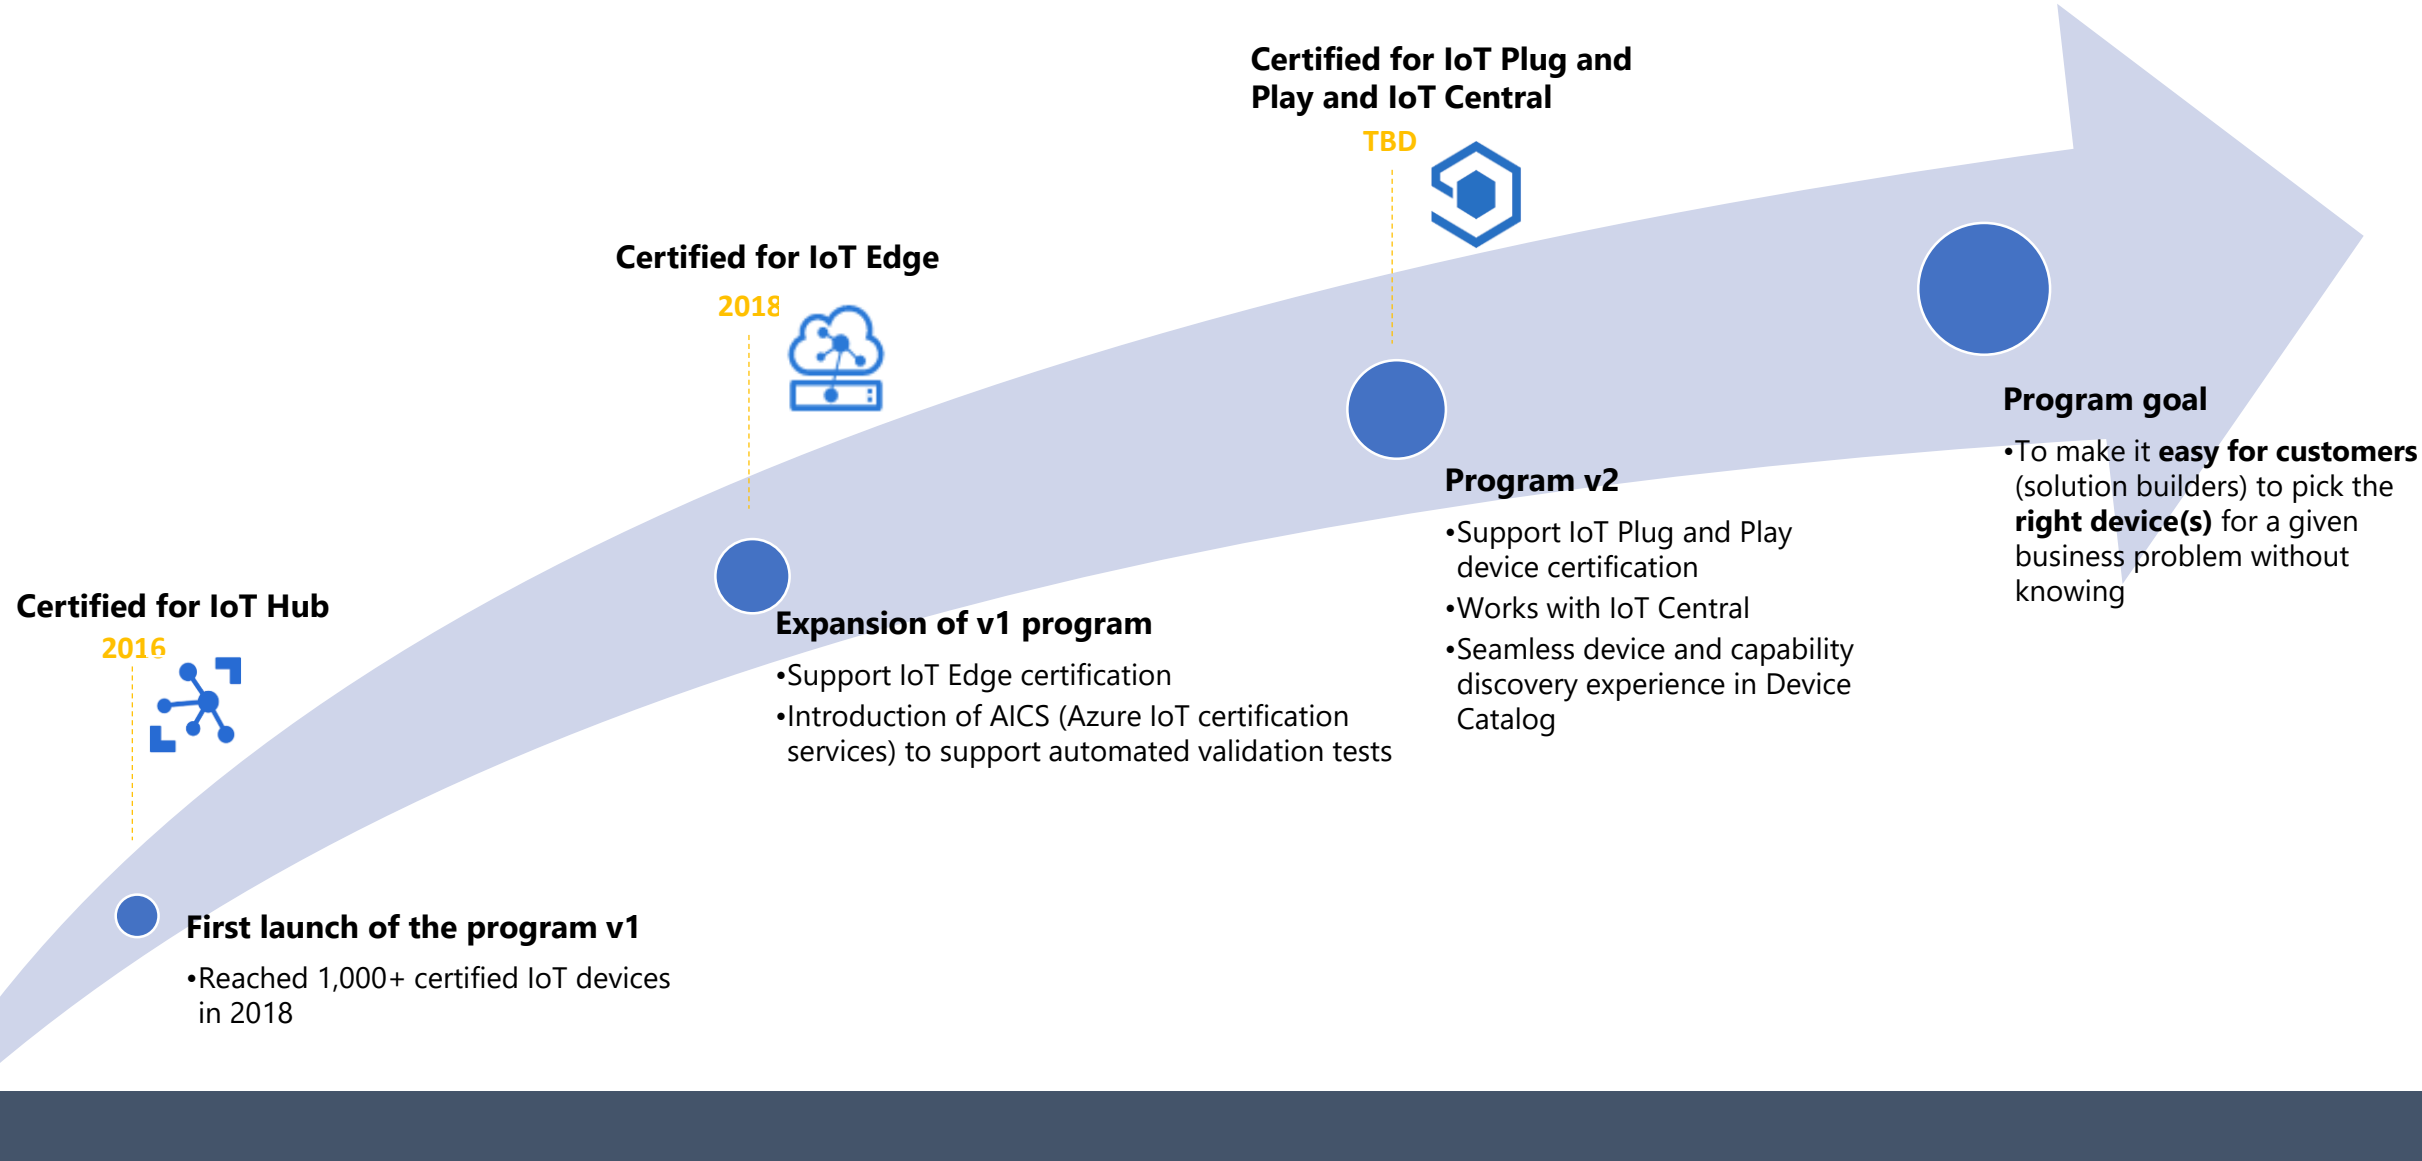 Certified for IoT Hub
2016
First launch of the program v1
•Reached 1,000+ certified IoT devices
in 2018
Certified for IoT Edge
2018
Expansion of v1 program
•Support IoT Edge certification
•Introduction of AICS (Azure IoT certification
services) to support automated validation tests
Certified for IoT Plug and
Play and IoT Central
TBD
Program v2
•Support IoT Plug and Play
device certification
•Works with IoT Central
•Seamless device and capability
discovery experience in Device
Catalog
Program goal
•To make it easy for customers
(solution builders) to pick the
right device(s) for a given
business problem without
knowing